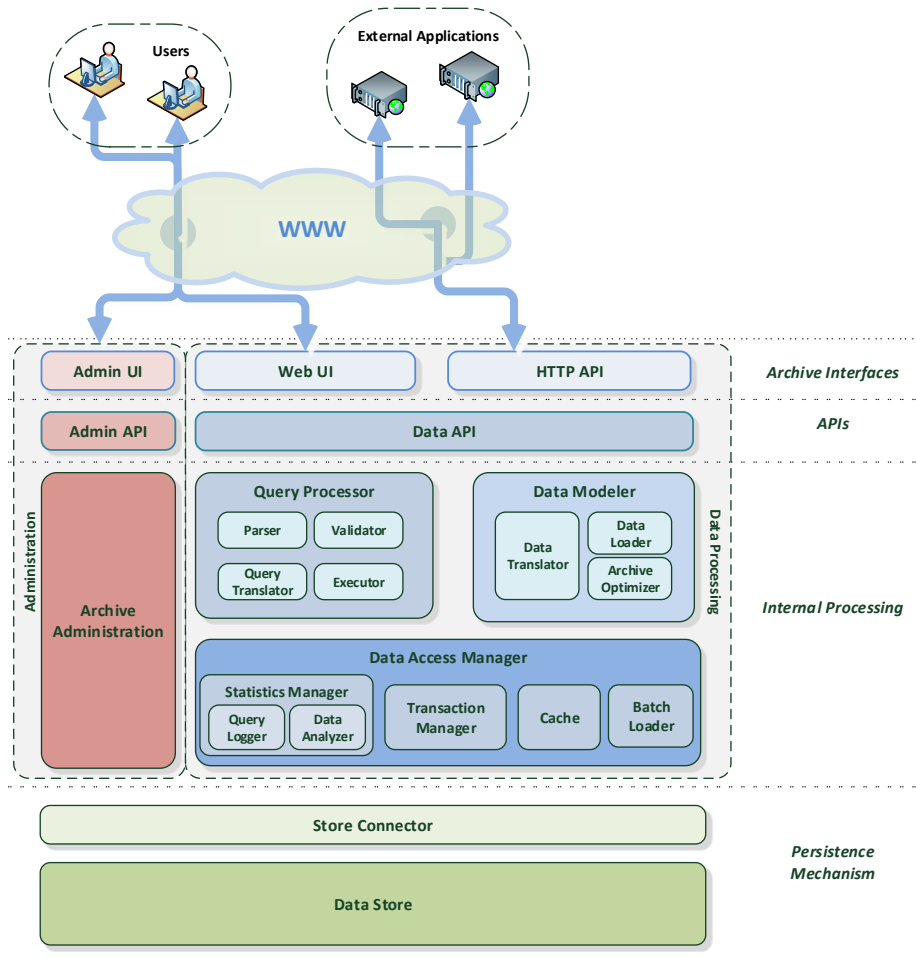 Users
External Applications
WWW
Admin UI
Web UI
HTTP API
Archive Interfaces
Admin API
Data API
APIs
Administration
Archive
Administration
Query Processor
Parser
Validator
Query
Translator
Executor
Data Modeler
Data
Translator
Data
Loader
Archive
Optimizer
Data Processing
Internal Processing
Data Access Manager
Statistics Manager
Query
Logger
Data
Analyzer
Transaction
Manager
Cache
Batch
Loader
Store Connector
Data Store
Persistence
Mechanism